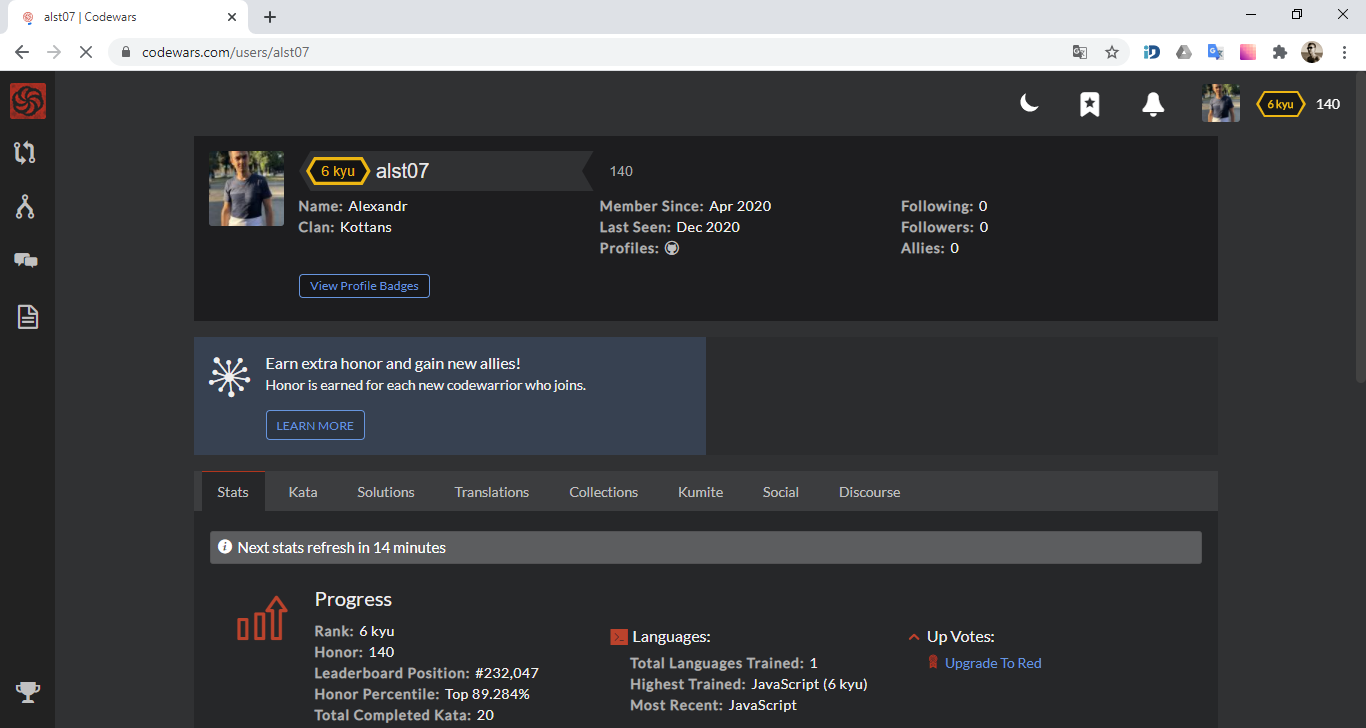 alst07 | Codewars
codewars.com/users/alst07
6 kyu 140
6 kyu alst07 140
Name: Alexandr
Clan: Kottans
Member Since: Apr 2020
Last Seen: Dec 2020
Profiles:
Following: 0
Followers: 0
Allies: 0
View Profile Badges
Earn extra honor and gain new allies!
Honor is earned for each new codewarrior who joins.
LEARN MORE
Stats Kata Solutions Translations Collections Kumite Social Discourse
Next stats refresh in 14 minutes
Progress
Rank: 6 kyu
Honor: 140
Leaderboard Position: #232,047
Honor Percentile: Top 89.284%
Total Completed Kata: 20
Languages:
Total Languages Trained: 1
Highest Trained: JavaScript (6 kyu)
Most Recent: JavaScript
Up Votes:
Upgrade To Red